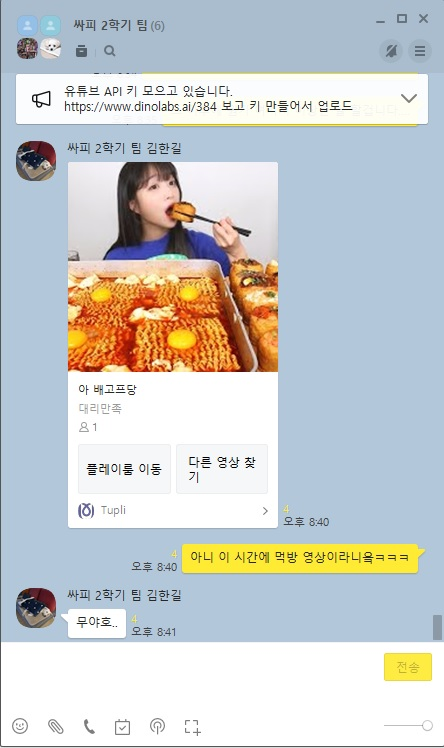 싸피 2학기 팀 (6)
유튜브 API 키 모으고 있습니다.
https://www.dinolabs.ai/384 보고 키 만들어서 업로드
싸피 2학기 팀 김한길
아 배고프당
대리만족
1
플레이룸 이동
다른 영상 찾
기
Tupli
4
오후 8:40
4
오후 8:40
아니 이 시간에 먹방 영상이라니욬ㅋㅋㅋ
싸피 2학기 팀 김한길
무야호..
4
오후 8:41
전송